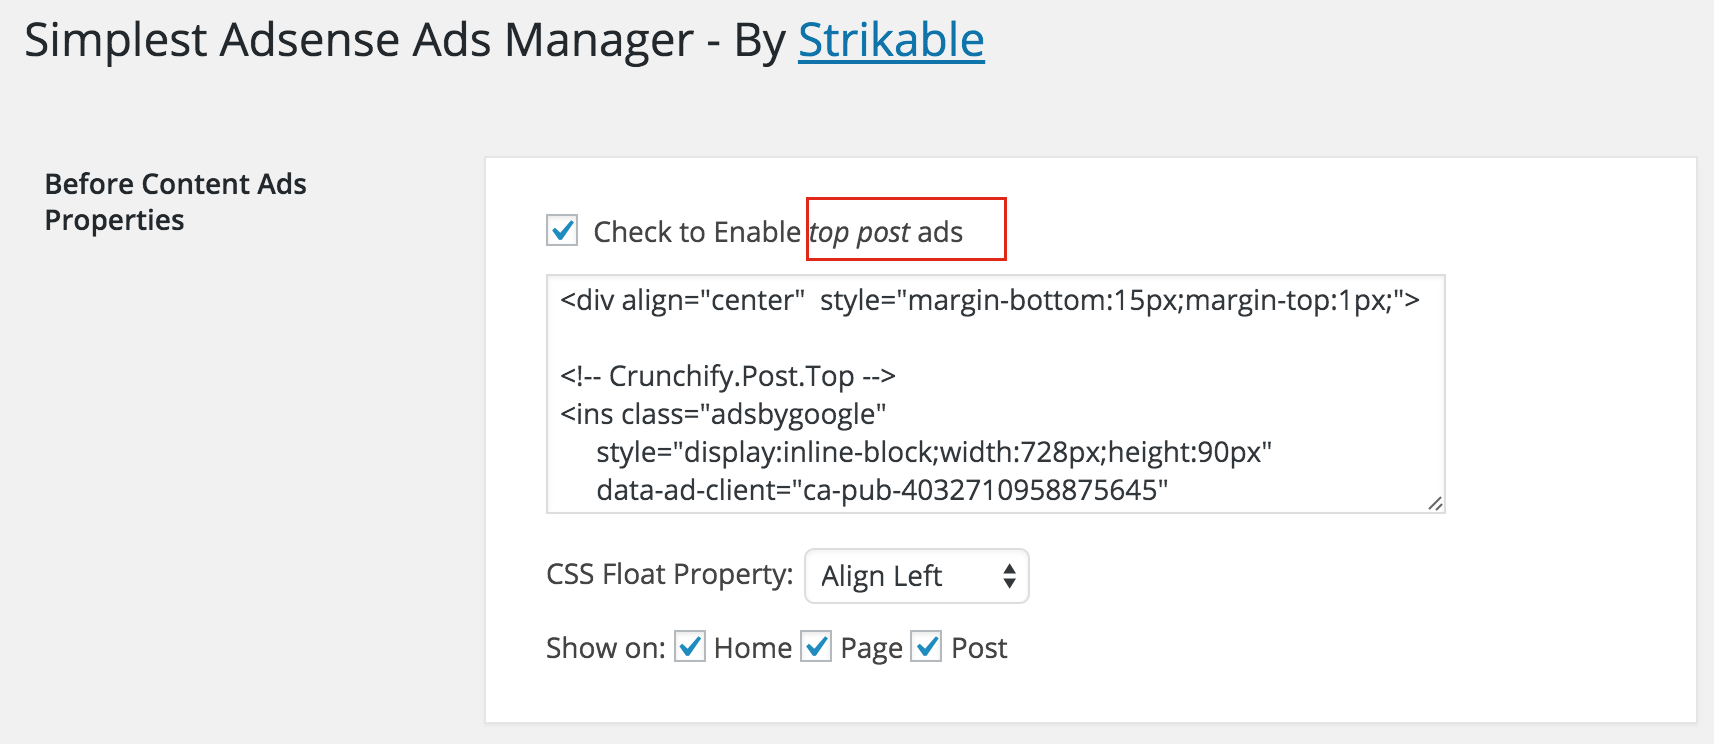 Simplest Adsense Ads Manager - By Strikable
Before Content Ads
Properties
Check to Enable top post ads
<div align="center"  style="margin-bottom:15px;margin-top:1px;">
<!-- Crunchify.Post.Top -->
<ins class="adsbygoogle"
style="display:inline-block;width:728px;height:90px"
data-ad-client="ca-pub-4032710958875645"
CSS Float Property: Align Left
Show on: Home Page Post